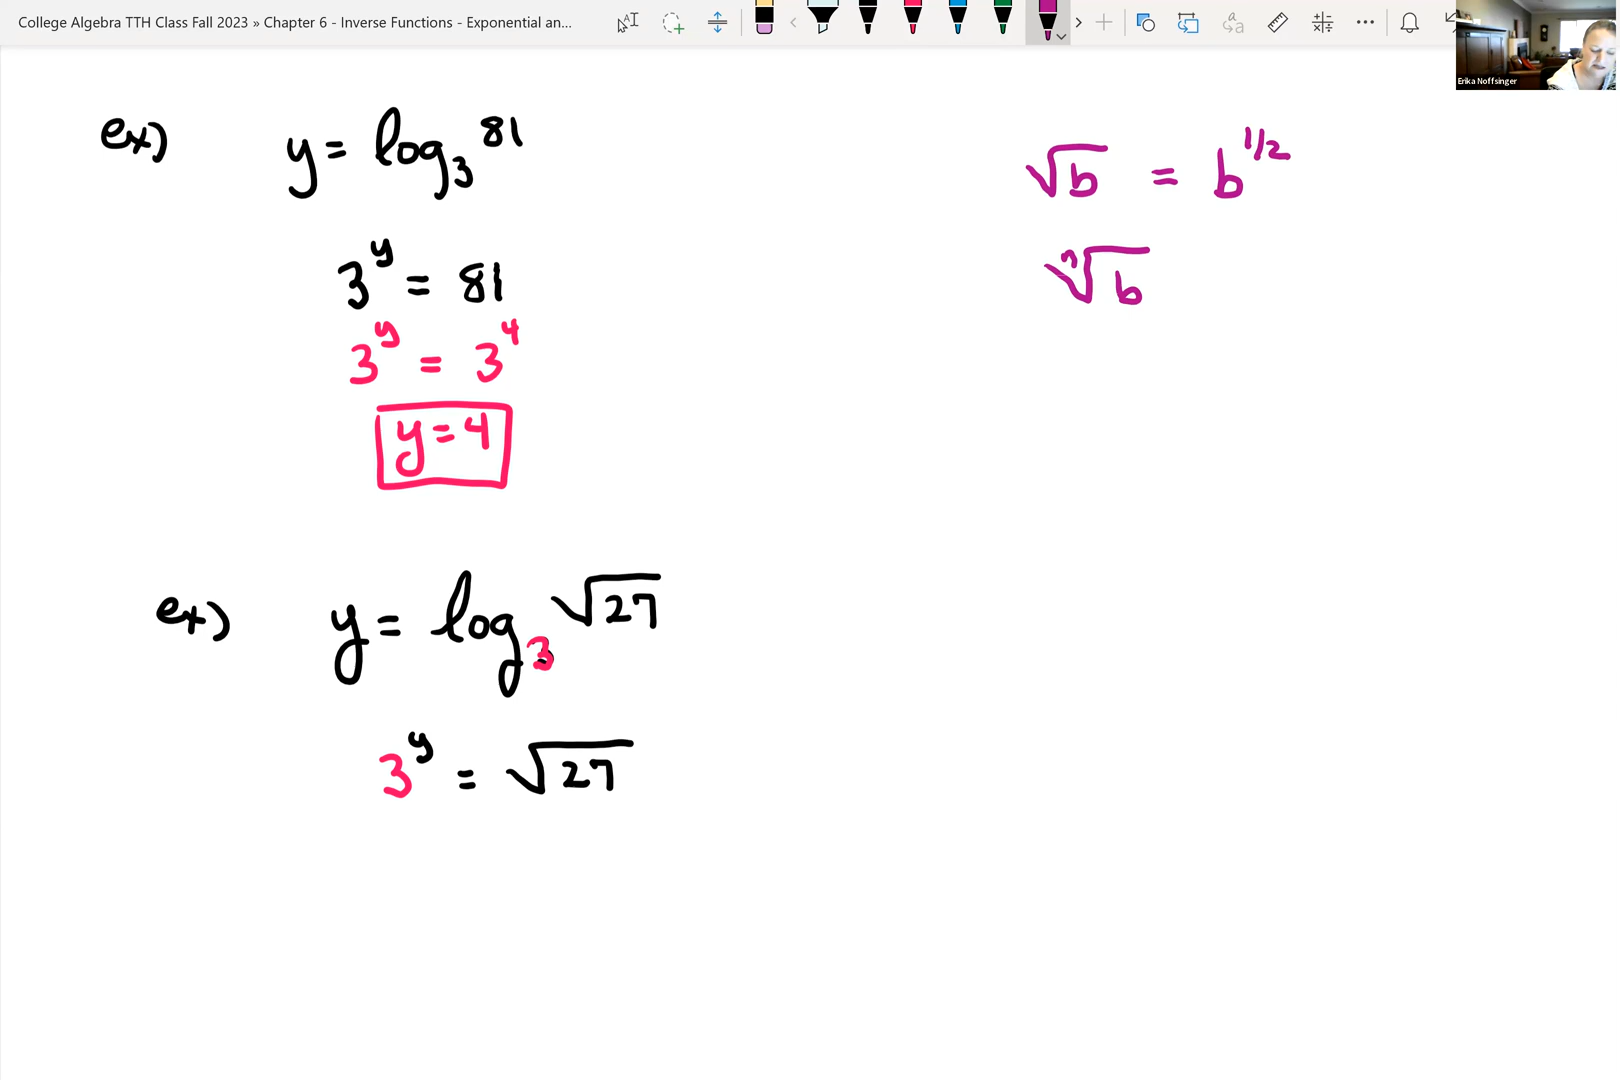 College Algebra TTH Class Fall 2023 » Chapter 6 - Inverse Functions - Exponential an...
Erika Noffsinger
ex) y = log₃ 81
3^y = 81
3^y = 3^4
y = 4
√b = b^1/2
ⁿ√b
ex) y = log₃ √27
3^y = √27